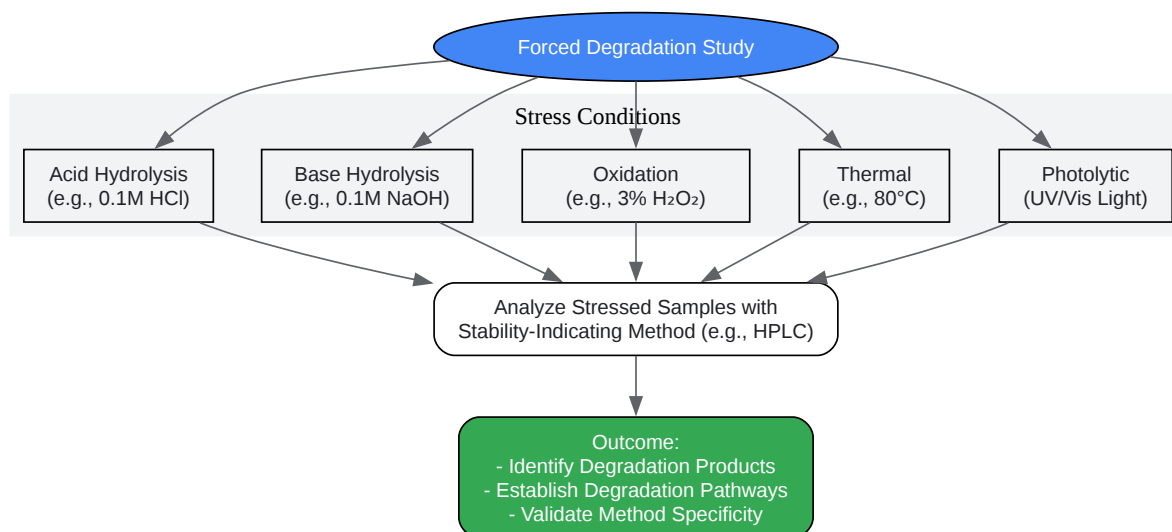 Forced Degradation Study
Stress Conditions
Acid Hydrolysis
(e.g., 0.1M HCl)
Base Hydrolysis
(e.g., 0.1M NaOH)
Oxidation
(e.g., 3% H₂O₂)
Thermal
(e.g., 80°C)
Photolytic
(UV/Vis Light)
Analyze Stressed Samples with
Stability-Indicating Method (e.g., HPLC)
Outcome:
- Identify Degradation Products
- Establish Degradation Pathways
- Validate Method Specificity